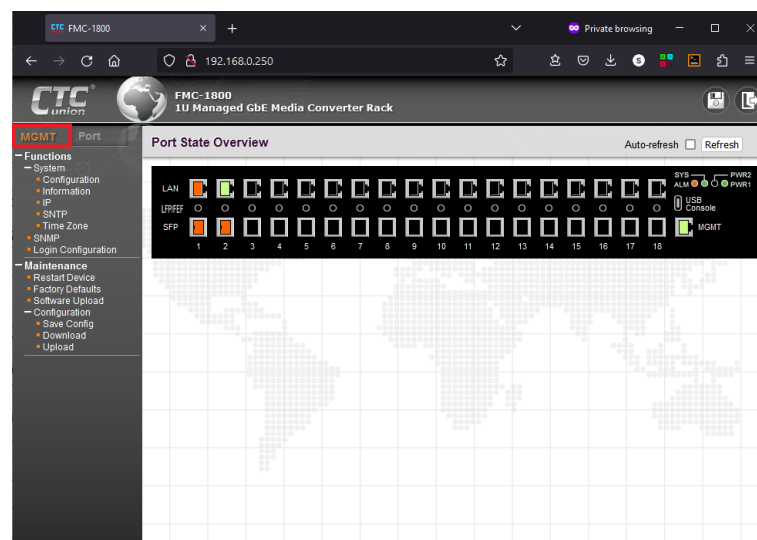 CTC FMC-1800
Private browsing
192.168.0.250
CTC
union
FMC-1800
1U Managed GbE Media Converter Rack
MGMT Port
Port State Overview
Auto-refresh Refresh
Functions
System
Configuration
Information
IP
SNTP
Time Zone
SNMP
Login Configuration
Maintenance
Restart Device
Factory Defaults
Software Upload
Configuration
Save Config
Download
Upload
LAN
LFP/FEF
SFP
1 2 3 4 5 6 7 8 9 10 11 12 13 14 15 16 17 18
SYS PWR2
ALM PWR1
USB
Console
MGMT